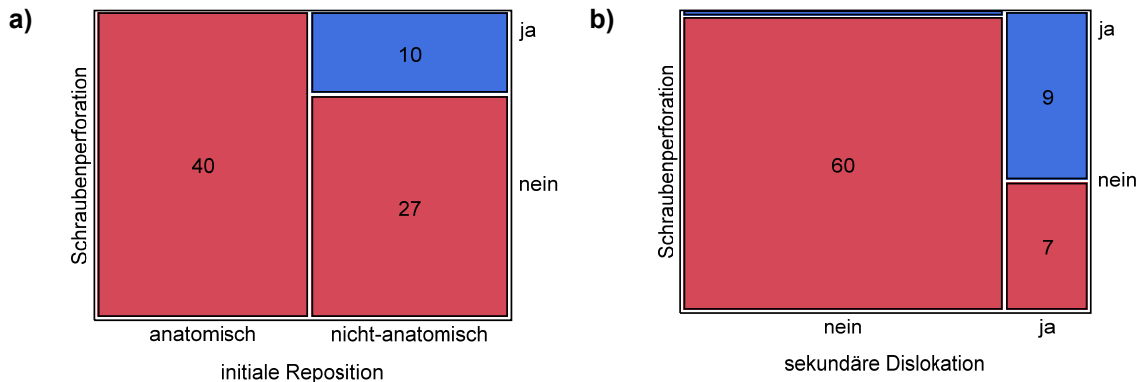 a)
Schraubenperforation
40
10
27
ja
nein
anatomisch
nicht-anatomisch
initiale Reposition
b)
Schraubenperforation
60
9
7
ja
nein
nein
ja
sekundäre Dislokation